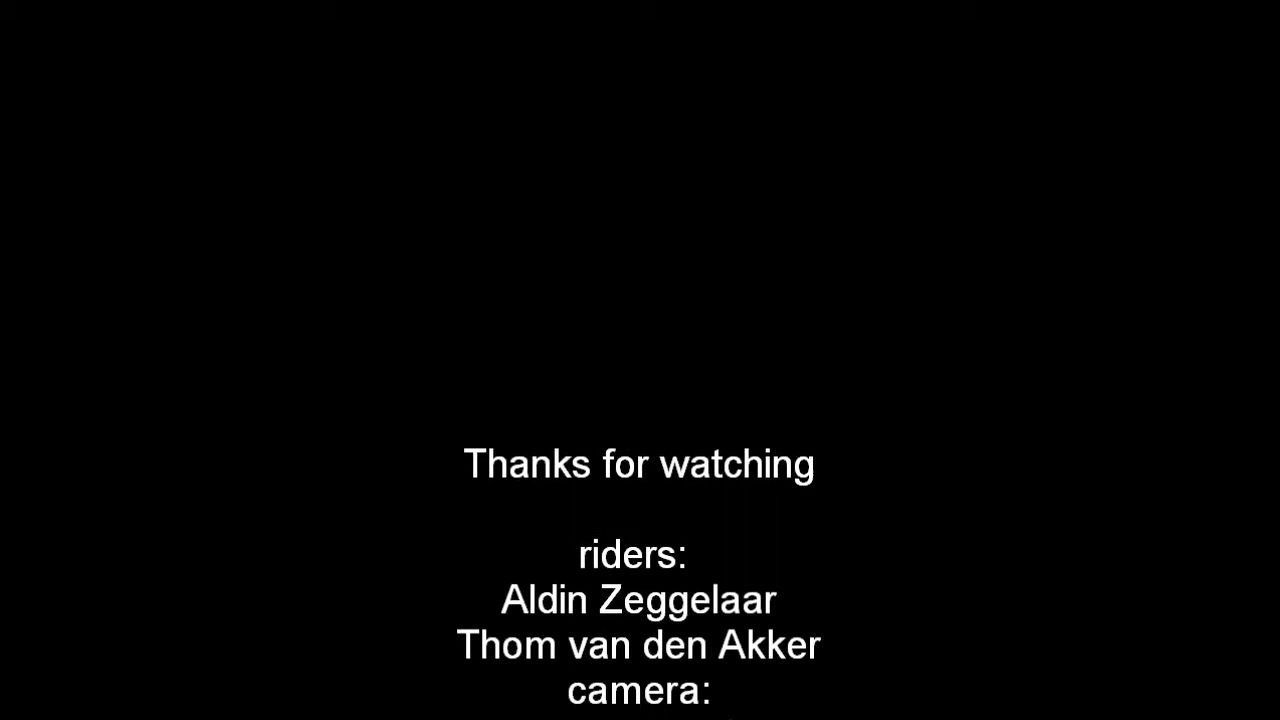 Thanks for watching
riders:
Aldin Zeggelaar
Thom van den Akker
camera: